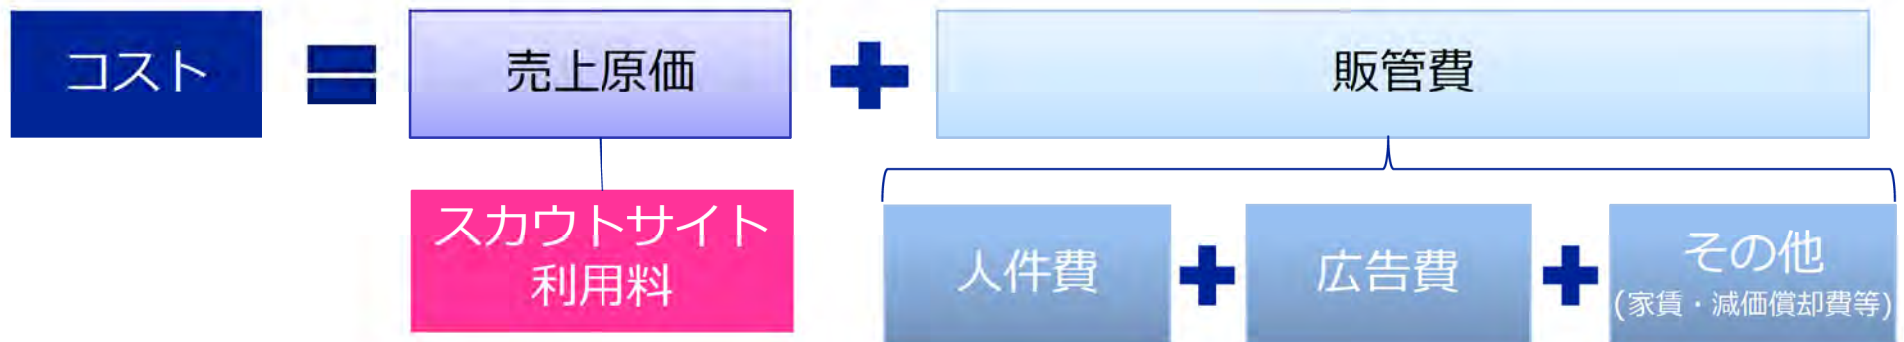 コスト
売上原価
販管費
スカウトサイト
利用料
人件費
広告費
その他
(家賃・減価償却費等)